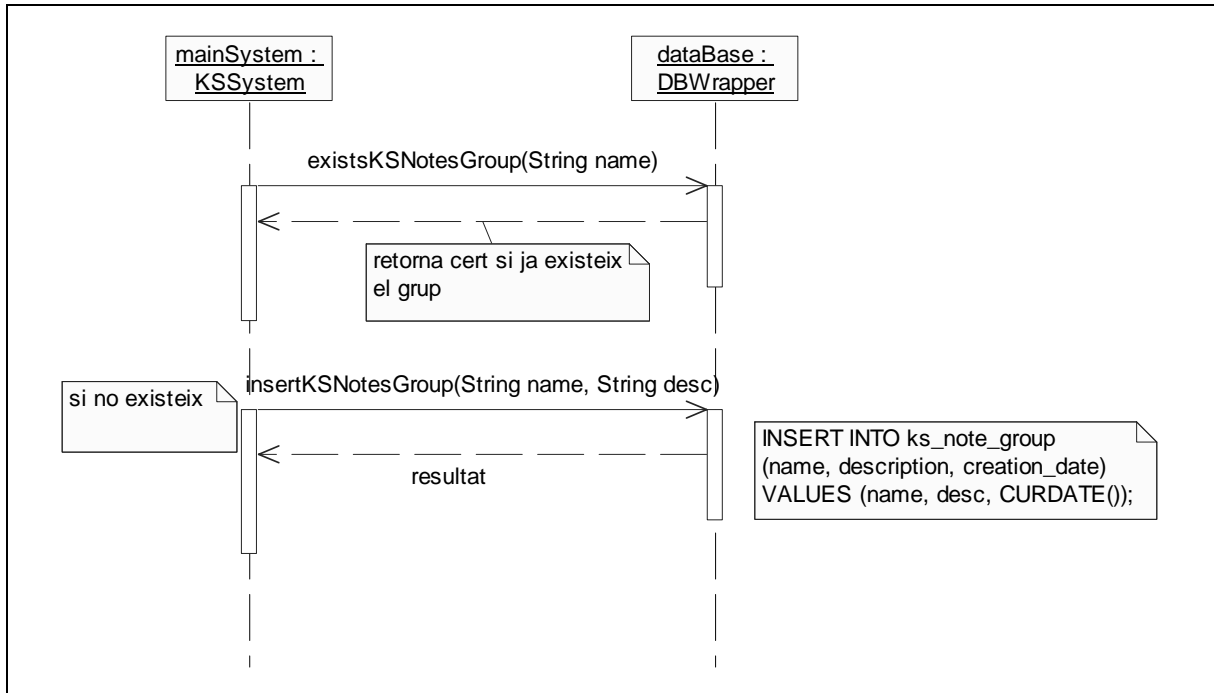 mainSystem :
KSSystem
dataBase :
DBWrapper
existsKSNotesGroup(String name)
retorna cert si ja existeix
el grup
insertKSNotesGroup(String name, String desc)
si no existeix
resultat
INSERT INTO ks_note_group
(name, description, creation_date)
VALUES (name, desc, CURDATE());